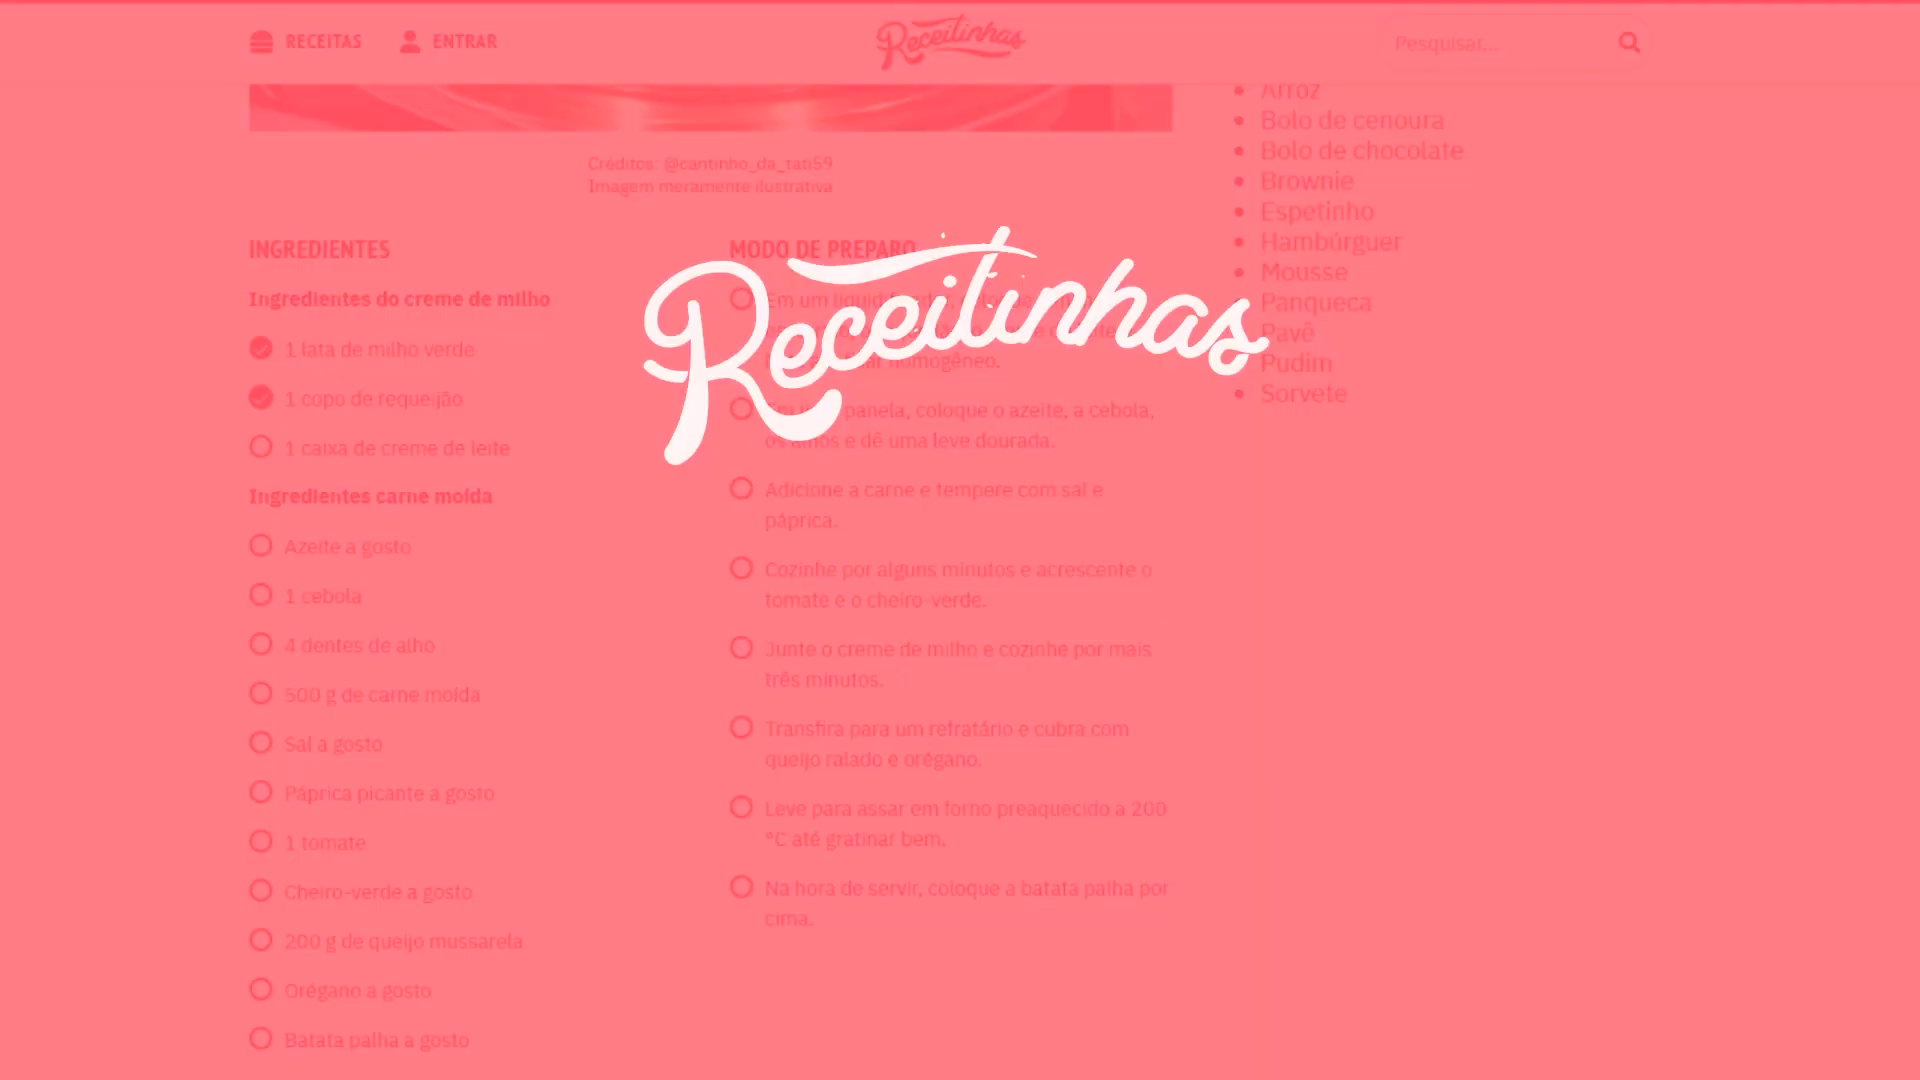 RECEITAS
ENTRAR
Receitinhas
Pesquisar...
Créditos: @cantinho_da_tati59
Imagem meramente ilustrativa
INGREDIENTES
Ingredientes do creme de milho
1 lata de milho verde
1 copo de requeijão
1 caixa de creme de leite
Ingredientes carne moída
Azeite a gosto
1 cebola
4 dentes de alho
500 g de carne moída
Sal a gosto
Páprica picante a gosto
1 tomate
Cheiro-verde a gosto
200 g de queijo mussarela
Orégano a gosto
Batata palha a gosto
MODO DE PREPARO
Receitinhas
Em um
homogêneo.
panela, coloque o azeite, a cebola,
os alhos e dê uma leve dourada.
Adicione a carne e tempere com sal e
páprica.
Cozinhe por alguns minutos e acrescente o
tomate e o cheiro-verde.
Junte o creme de milho e cozinhe por mais
três minutos.
Transfira para um refratário e cubra com
queijo ralado e orégano.
Leve para assar em forno preaquecido a 200
°C até gratinar bem.
Na hora de servir, coloque a batata palha por
cima.
Arroz
Bolo de cenoura
Bolo de chocolate
Brownie
Espetinho
Hambúrguer
Mousse
Panqueca
Pavê
Pudim
Sorvete